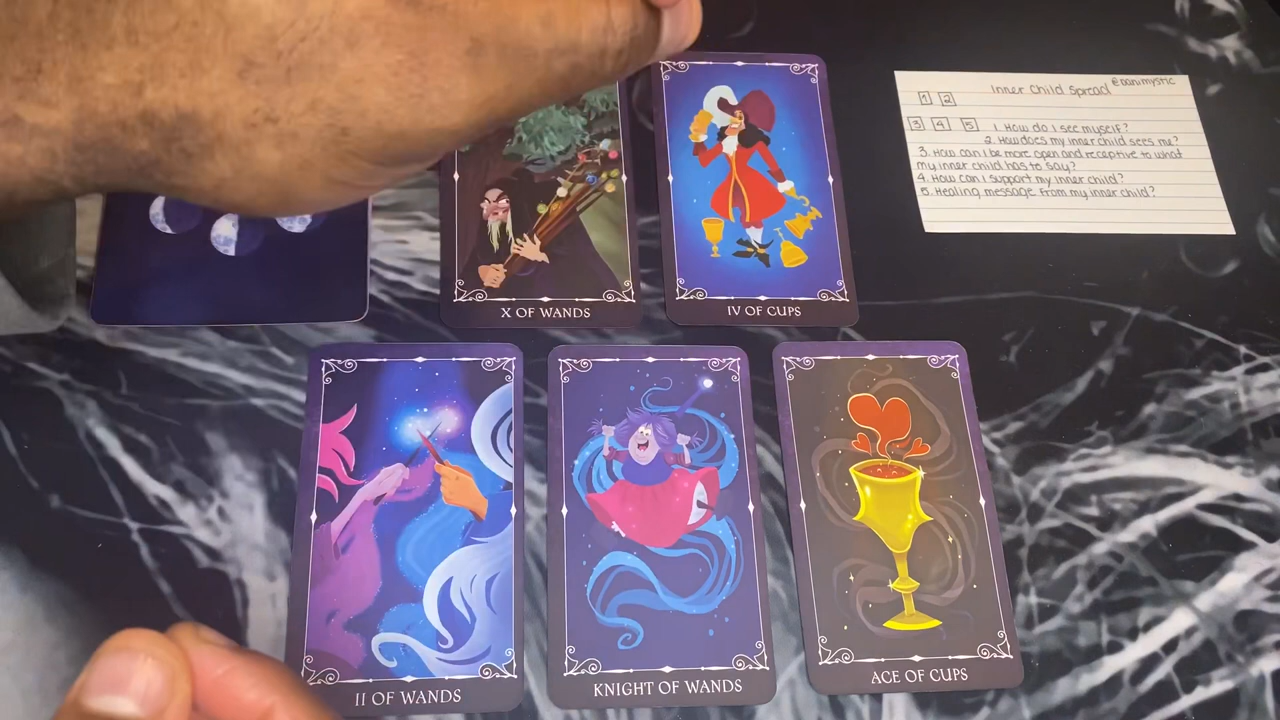 Inner Child Spread
@danimystic
1 2
3 4 5
1. How do I see myself?
2. How does my inner child sees me?
3. How can I be more open and receptive to what
my inner child has to say?
4. How can I support my inner child?
5. Healing message from my inner child?
X OF WANDS
IV OF CUPS
II OF WANDS
KNIGHT OF WANDS
ACE OF CUPS